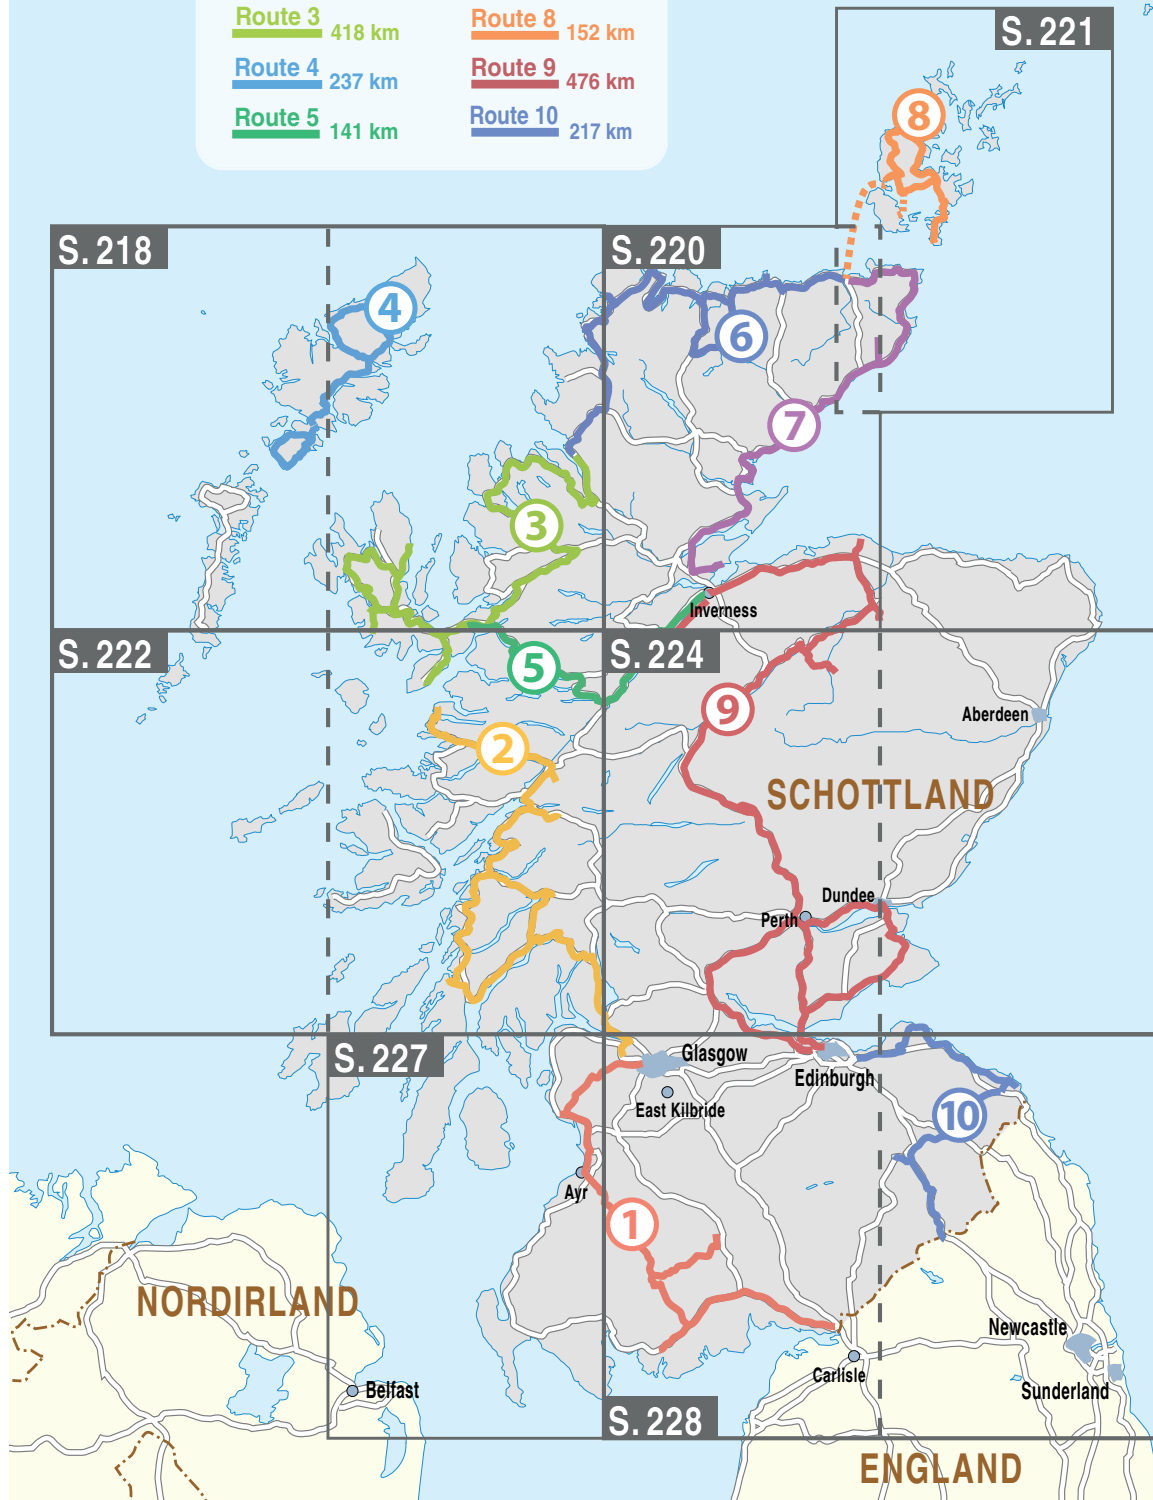 Route 3 418 km
Route 8 152 km
Route 4 237 km
Route 9 476 km
Route 5 141 km
Route 10 217 km
S. 221
8
S. 218
S. 220
4
6
7
3
Inverness
S. 222
S. 224
5
9
Aberdeen
2
SCHOTTLAND
Dundee
Perth
S. 227
Glasgow
Edinburgh
East Kilbride
10
Ayr
1
NORDIRLAND
Newcastle
Carlisle
Sunderland
Belfast
S. 228
ENGLAND